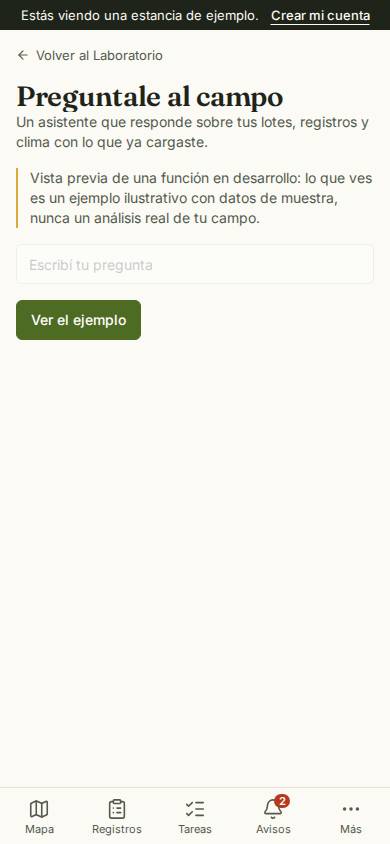 Estás viendo una estancia de ejemplo. Crear mi cuenta
Volver al Laboratorio
Preguntale al campo
Un asistente que responde sobre tus lotes, registros y
clima con lo que ya cargaste.
Vista previa de una función en desarrollo: lo que ves
es un ejemplo ilustrativo con datos de muestra,
nunca un análisis real de tu campo.
Escribí tu pregunta
Ver el ejemplo
2
Mapa Registros Tareas Avisos Más